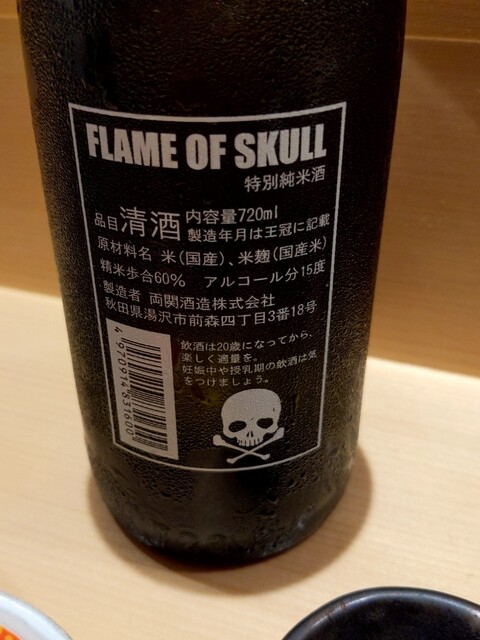 FLAME OF SKULL
特別純米酒
品目清酒 内容量720ml
製造年月は王冠に記載
原材料名 米(国産)、米麹(国産米)
精米歩合60% アルコール分15度
製造者 両関酒造株式会社
秋田県湯沢市前森四丁目3番18号
飲酒は20歳になってから、
楽しく適量を。
妊娠中や授乳期の飲酒は気
をつけましょう。
4970914831600